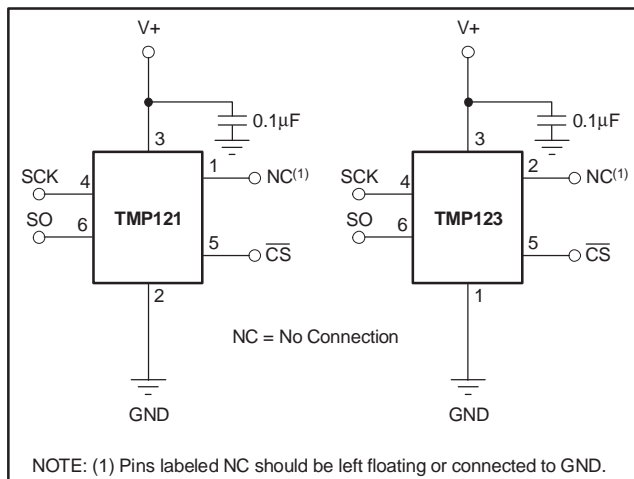 V+
0.1μF
3
1
NC(1)
SCK
4
SO
6
TMP121
5
CS
2
GND
V+
0.1μF
3
2
NC(1)
SCK
4
SO
6
TMP123
5
CS
1
GND
NC = No Connection
NOTE: (1) Pins labeled NC should be left floating or connected to GND.